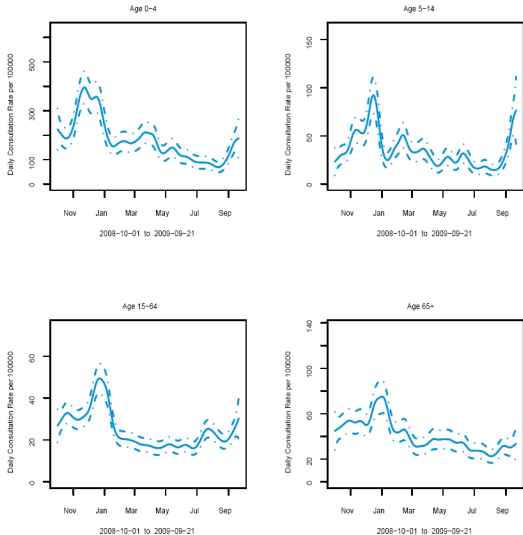 Age 0-4
Daily Consultation Rate per 100000
0 100 300 500
Nov Jan Mar May Jul Sep
2008-10-01 to 2009-09-21
Age 5-14
Daily Consultation Rate per 100000
0 50 100 150
Nov Jan Mar May Jul Sep
2008-10-01 to 2009-09-21
Age 15-64
Daily Consultation Rate per 100000
0 20 40 60
Nov Jan Mar May Jul Sep
2008-10-01 to 2009-09-21
Age 65+
Daily Consultation Rate per 100000
0 20 60 100 140
Nov Jan Mar May Jul Sep
2008-10-01 to 2009-09-21